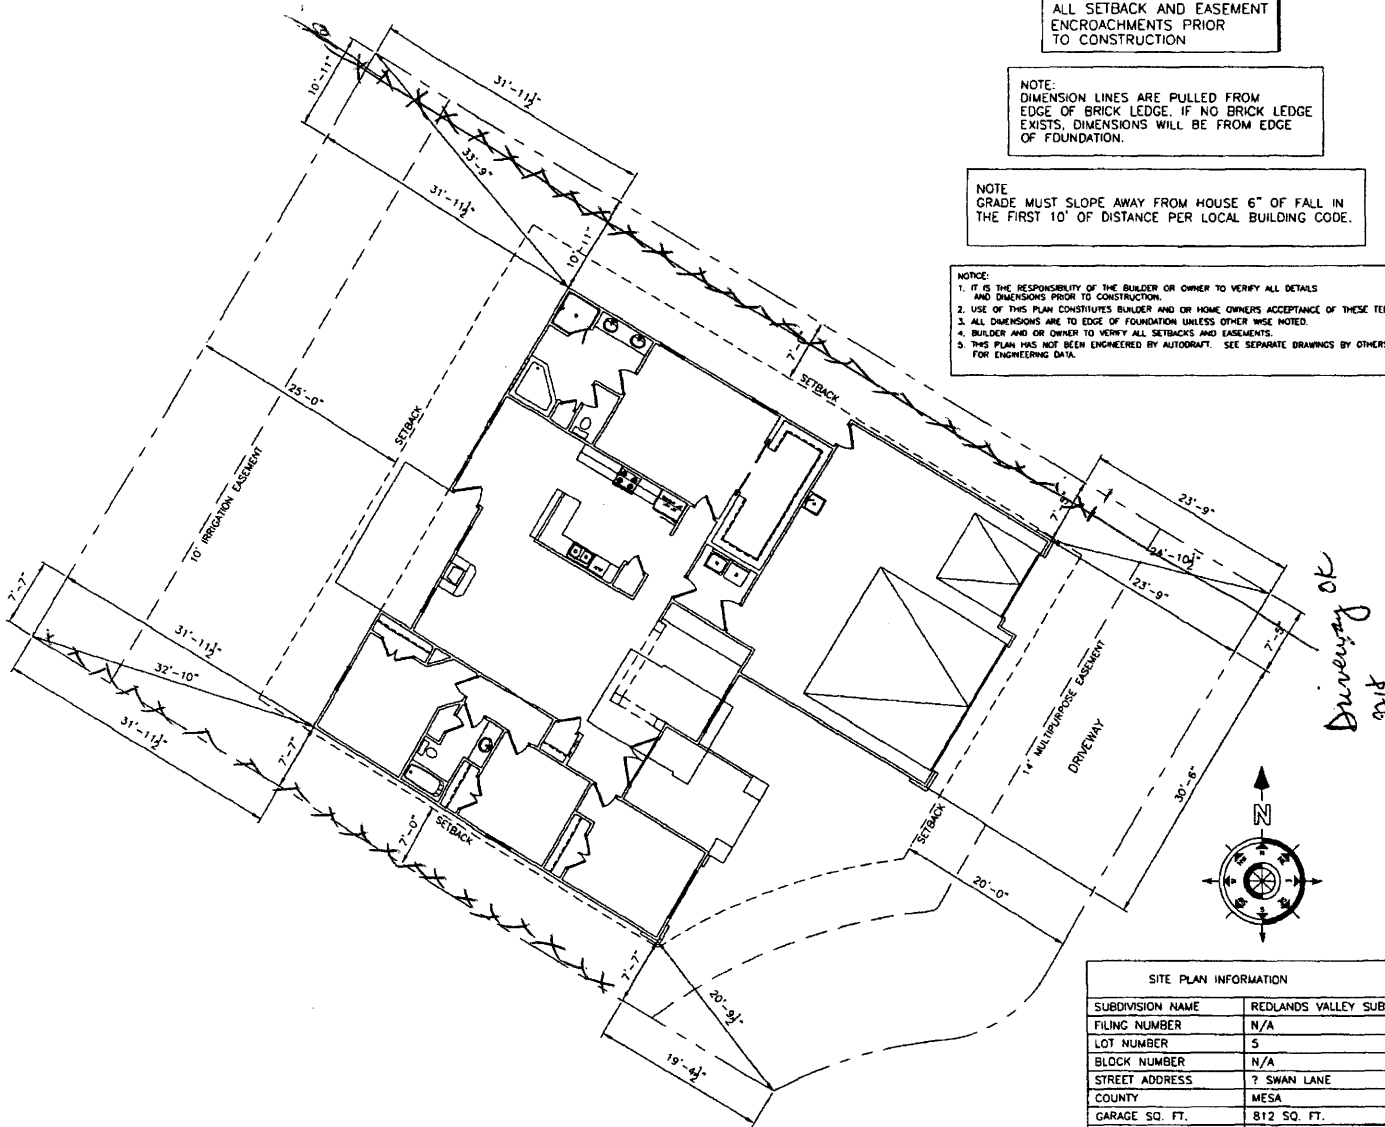 ALL SETBACK AND EASEMENT
ENCROACHMENTS PRIOR
TO CONSTRUCTION
NOTE:
DIMENSION LINES ARE PULLED FROM
EDGE OF BRICK LEDGE. IF NO BRICK LEDGE
EXISTS, DIMENSIONS WILL BE FROM EDGE
OF FOUNDATION.
NOTE
GRADE MUST SLOPE AWAY FROM HOUSE 6" OF FALL IN
THE FIRST 10' OF DISTANCE PER LOCAL BUILDING CODE.
NOTICE:
1. IT IS THE RESPONSIBILITY OF THE BUILDER OR OWNER TO VERIFY ALL DETAILS
AND DIMENSIONS PRIOR TO CONSTRUCTION.
2. USE OF THIS PLAN CONSTITUTES BUILDER AND OR HOME OWNERS ACCEPTANCE OF THESE
3. ALL DIMENSIONS ARE TO EDGE OF FOUNDATION UNLESS OTHER WISE NOTED.
4. BUILDER AND OR OWNER TO VERIFY ALL SETBACKS AND EASEMENTS.
5. THIS PLAN HAS NOT BEEN ENGINEERED BY AUTODRAFT. SEE SEPARATE DRAWINGS BY OTHERS
FOR ENGINEERING DATA.
10'-11"
31'-11½"
33'-9"
31'-11½"
10'-11"
7'-0"
SETBACK
25'-0"
SETBACK
10' IRRIGATION EASEMENT
7'-5"
23'-9"
24'-10½"
23'-9"
7'-5"
Driveway OK
7'-7"
31'-11½"
32'-10"
31'-11½"
7'-7"
14' MULTIPURPOSE EASEMENT
DRIVEWAY
30'-6"
N
7'-0"
SETBACK
SETBACK
20'-0"
7'-7"
20'-9½"
19'-4½"
SITE PLAN INFORMATION
SUBDIVISION NAME REDLANDS VALLEY SUB
FILING NUMBER N/A
LOT NUMBER 5
BLOCK NUMBER N/A
STREET ADDRESS ? SWAN LANE
COUNTY MESA
GARAGE SQ. FT. 812 SQ. FT.